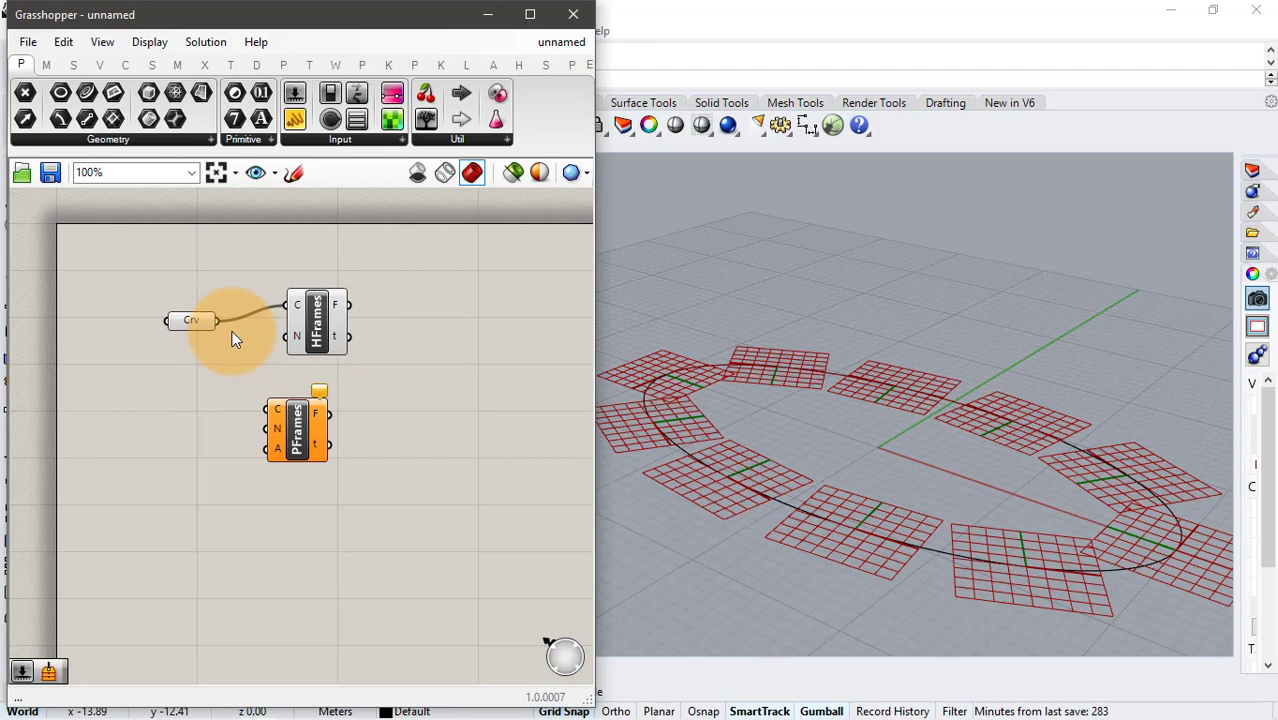 Grasshopper - unnamed
File Edit View Display Solution Help unnamed
elp
P M S V C S M X T D P T W P K P K L A H S P E
Geometry Primitive Input Util
Surface Tools Solid Tools Mesh Tools Render Tools Drafting New in V6
100%
Crv
C N HFrames F t
C N A PFrames F t
V
C
T
... 1.0.0007
World x -13.89 y -12.41 z 0.00 Meters Default Grid Snap Ortho Planar Osnap SmartTrack Gumball Record History Filter Minutes from last save: 283